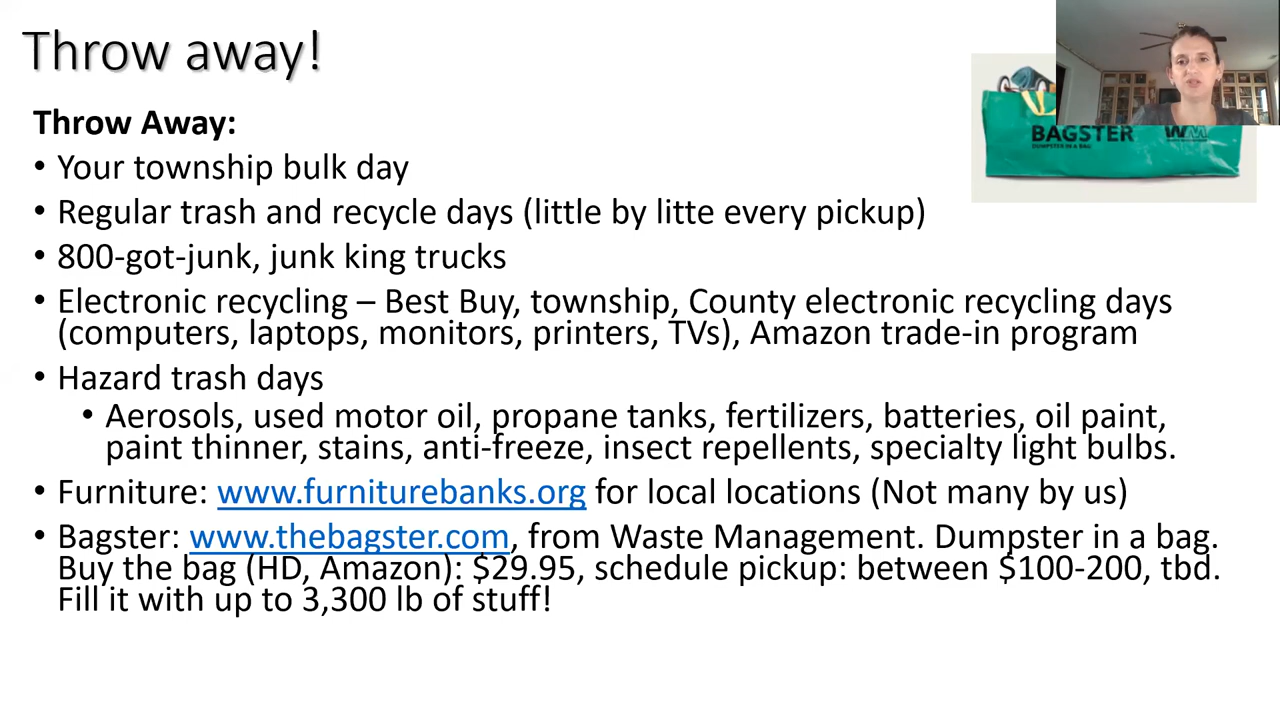 Throw away!
Throw Away:
• Your township bulk day
• Regular trash and recycle days (little by litte every pickup)
• 800-got-junk, junk king trucks
• Electronic recycling – Best Buy, township, County electronic recycling days
(computers, laptops, monitors, printers, TVs), Amazon trade-in program
• Hazard trash days
• Aerosols, used motor oil, propane tanks, fertilizers, batteries, oil paint,
paint thinner, stains, anti-freeze, insect repellents, specialty light bulbs.
• Furniture: www.furniturebanks.org for local locations (Not many by us)
• Bagster: www.thebagster.com, from Waste Management. Dumpster in a bag.
Buy the bag (HD, Amazon): $29.95, schedule pickup: between $100-200, tbd.
Fill it with up to 3,300 lb of stuff!
BAGSTER WM
DUMPSTER IN A BAG